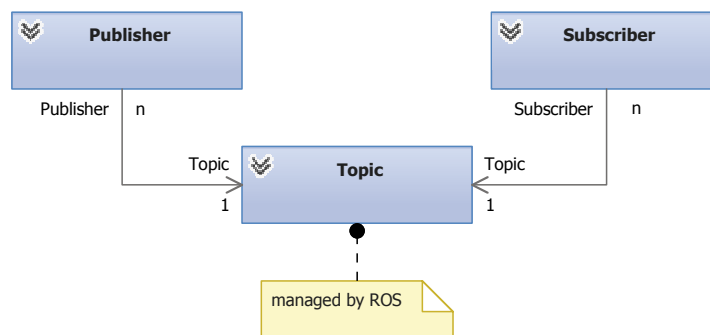 Publisher
Subscriber
Publisher
n
Subscriber
n
Topic
Topic
Topic
1
1
managed by ROS